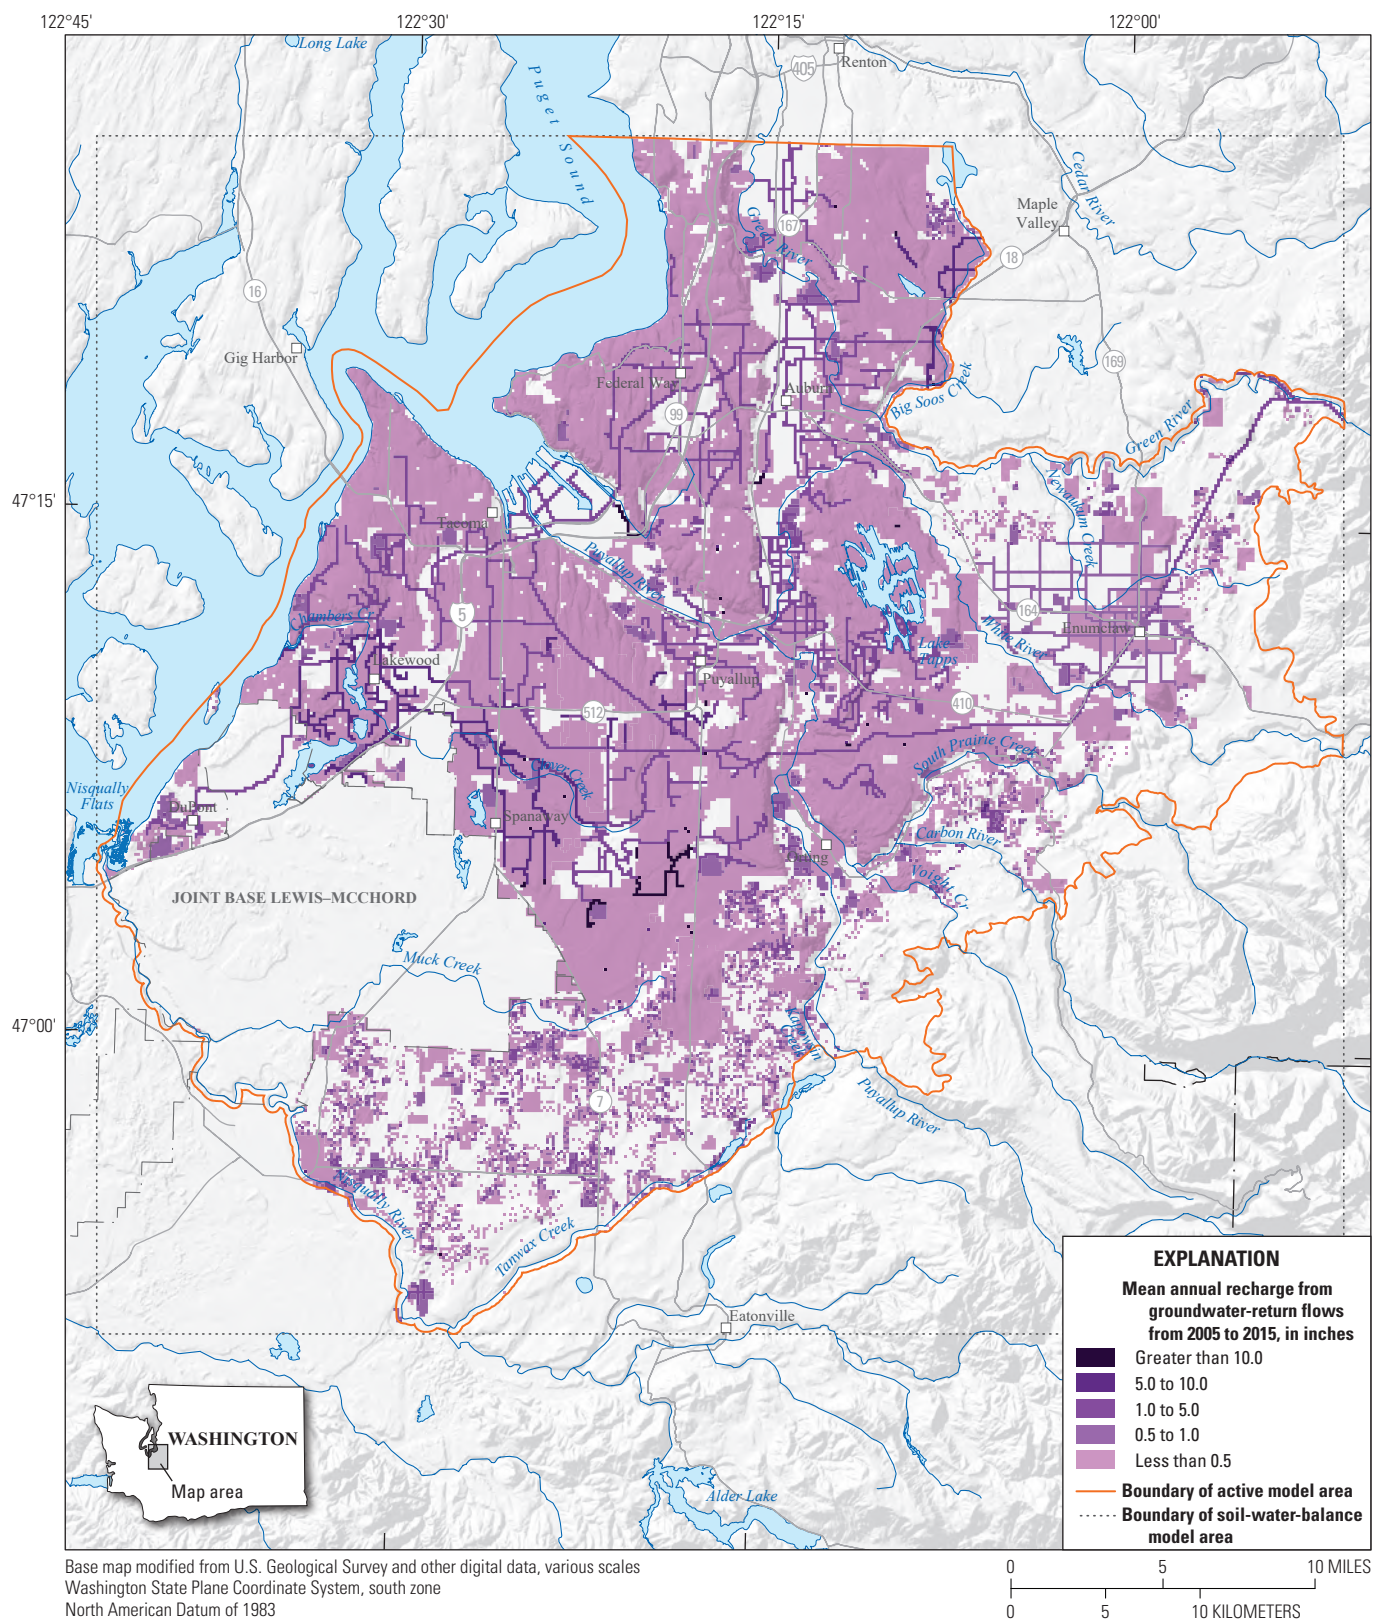 122°45'
122°30'
122°15'
122°00'
Long Lake
Puget Sound
405
Renton
Cedar River
Maple
Valley
167
Green River
18
16
Gig Harbor
169
Federal Way
99
Auburn
Big Soos Creek
Green River
47°15'
Tacoma
Newaukum Creek
Puyallup River
5
Chambers Cr
164
Enumclaw
White River
Lake
Tapps
Lakewood
Puyallup
512
410
South Prairie Creek
Clover Creek
Nisqually
Flats
DuPont
Spanaway
Carbon River
Orting
Voight Cr
JOINT BASE LEWIS–MCCHORD
Muck Creek
47°00'
Kapowsin
Creek
Puyallup River
7
Nisqually River
Tanwax Creek
Eatonville
Alder Lake
WASHINGTON
Map area
EXPLANATION
Mean annual recharge from
groundwater-return flows
from 2005 to 2015, in inches
Greater than 10.0
5.0 to 10.0
1.0 to 5.0
0.5 to 1.0
Less than 0.5
Boundary of active model area
Boundary of soil-water-balance
model area
Base map modified from U.S. Geological Survey and other digital data, various scales
Washington State Plane Coordinate System, south zone
North American Datum of 1983
0 5 10 MILES
0 5 10 KILOMETERS